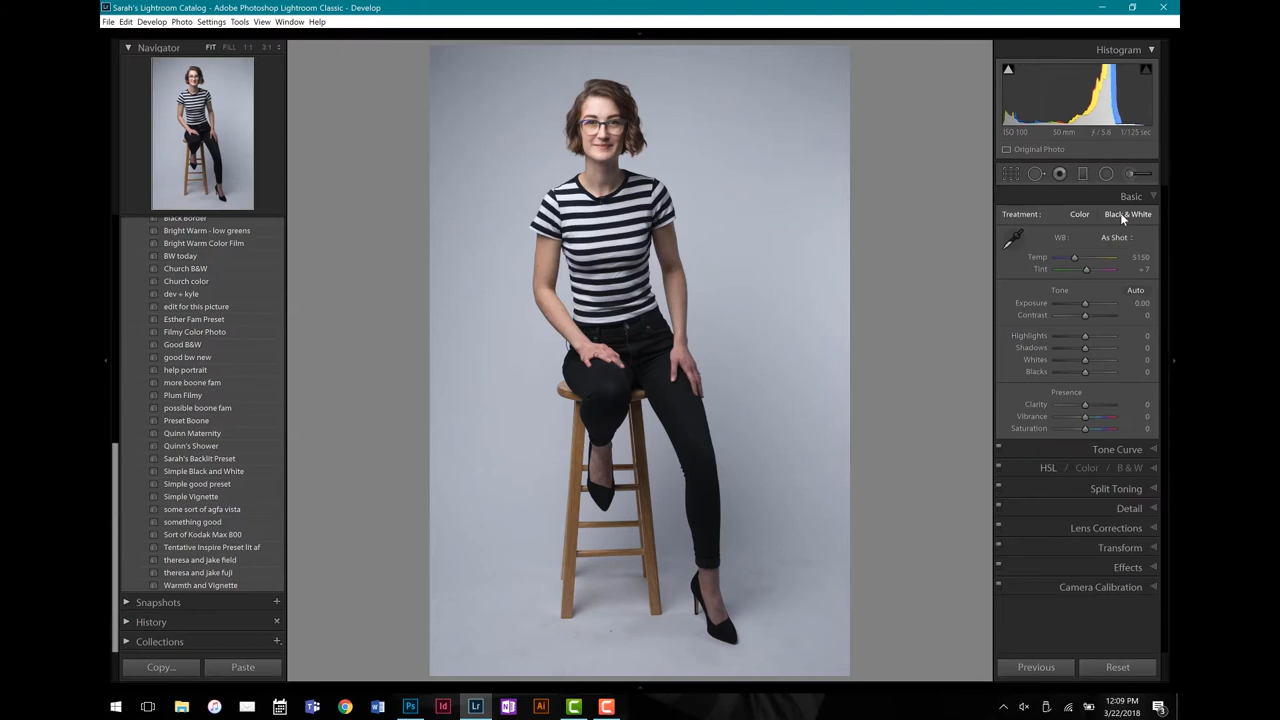 Sarah's Lightroom Catalog - Adobe Photoshop Lightroom Classic - Develop
File Edit Develop Photo Settings Tools View Window Help
Navigator FIT FILL 1:1 3:1
Black Border
Bright Warm - low greens
Bright Warm Color Film
BW today
Church B&W
Church color
dev + kyle
edit for this picture
Esther Fam Preset
Filmy Color Photo
Good B&W
good bw new
help portrait
more boone fam
Plum Filmy
possible boone fam
Preset Boone
Quinn Maternity
Quinn's Shower
Sarah's Backlit Preset
Simple Black and White
Simple good preset
Simple Vignette
some sort of agfa vista
something good
Sort of Kodak Max 800
Tentative Inspire Preset lit af
theresa and jake field
theresa and jake fuji
Warmth and Vignette
Snapshots
History
Collections
Copy... Paste
Histogram
ISO 100 50 mm ƒ / 5.6 1/125 sec
Original Photo
Basic
Treatment : Color Black & White
WB : As Shot
Temp 5150
Tint + 7
Tone Auto
Exposure 0.00
Contrast 0
Highlights 0
Shadows 0
Whites 0
Blacks 0
Presence
Clarity 0
Vibrance 0
Saturation 0
Tone Curve
HSL / Color / B & W
Split Toning
Detail
Lens Corrections
Transform
Effects
Camera Calibration
Previous Reset
Ps Id Lr Ai
12:09 PM
3/22/2018
3